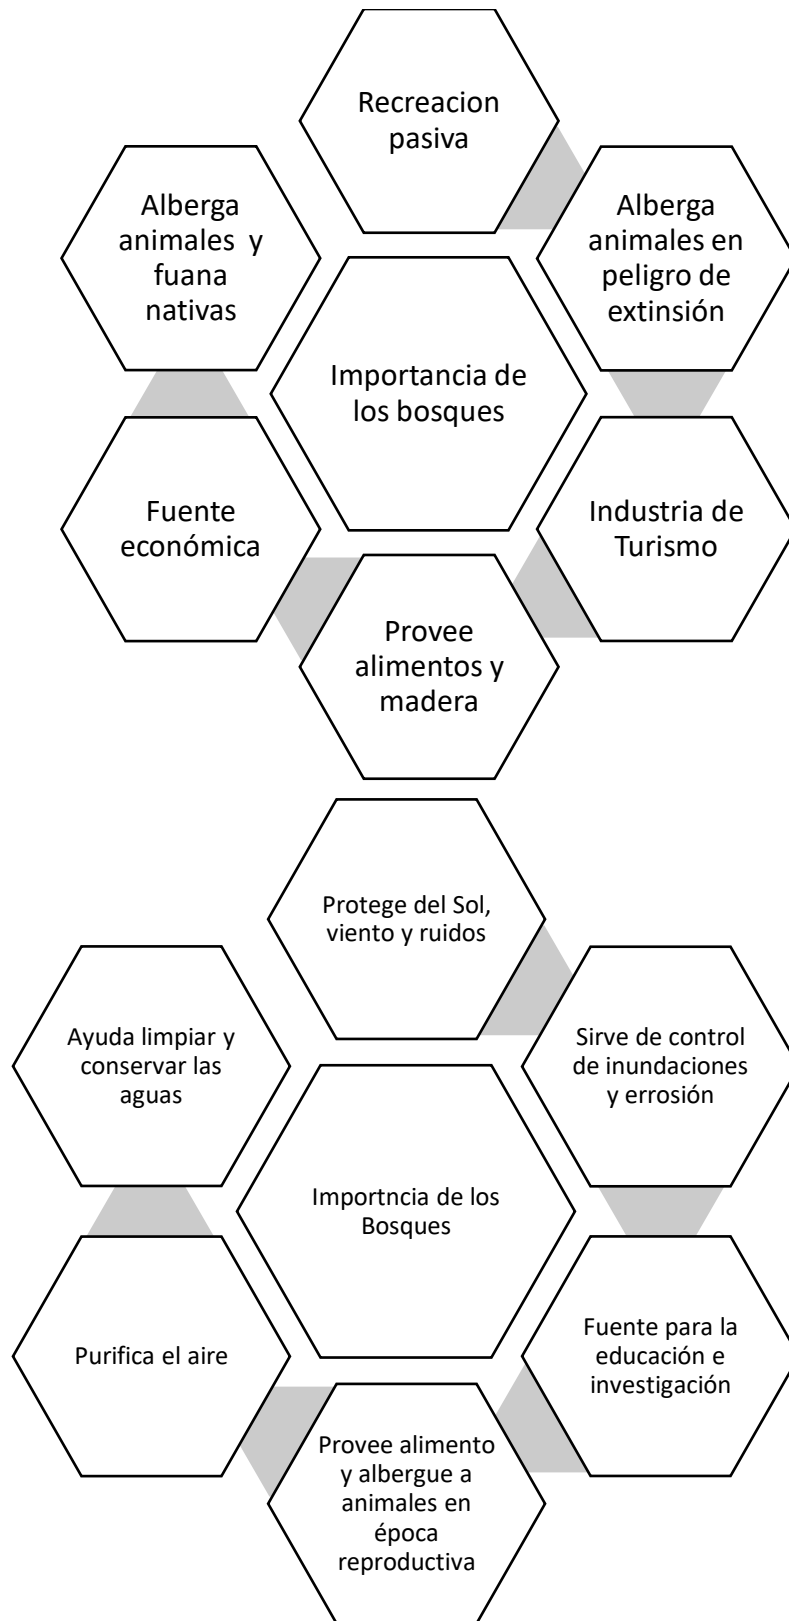 Recreacion
pasiva
Alberga
animales y
fuana
nativas
Alberga
animales en
peligro de
extinsión
Importancia de
los bosques
Fuente
económica
Industria de
Turismo
Provee
alimentos y
madera
Protege del Sol,
viento y ruidos
Ayuda limpiar y
conservar las
aguas
Sirve de control
de inundaciones
y errosión
Importncia de los
Bosques
Purifica el aire
Fuente para la
educación e
investigación
Provee alimento
y albergue a
animales en
época
reproductiva